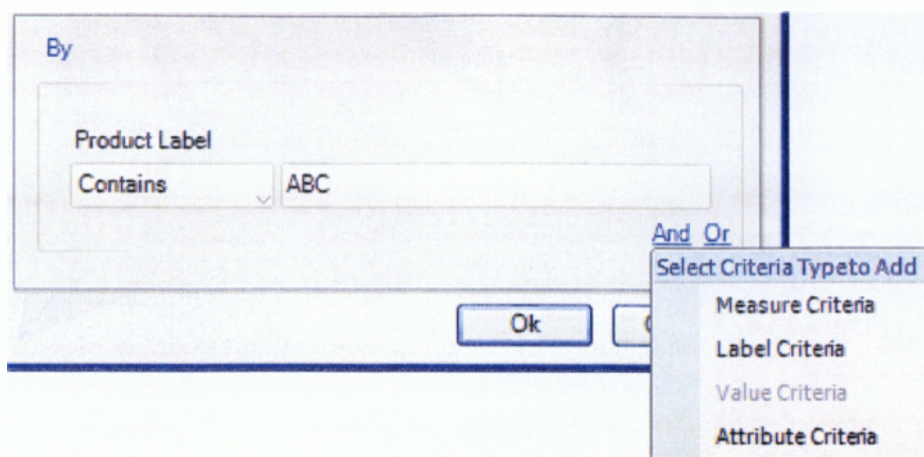 By
Product Label
Contains ABC
And Or
Select Criteria Typeto Add
Ok
Measure Criteria
Label Criteria
Value Criteria
Attribute Criteria